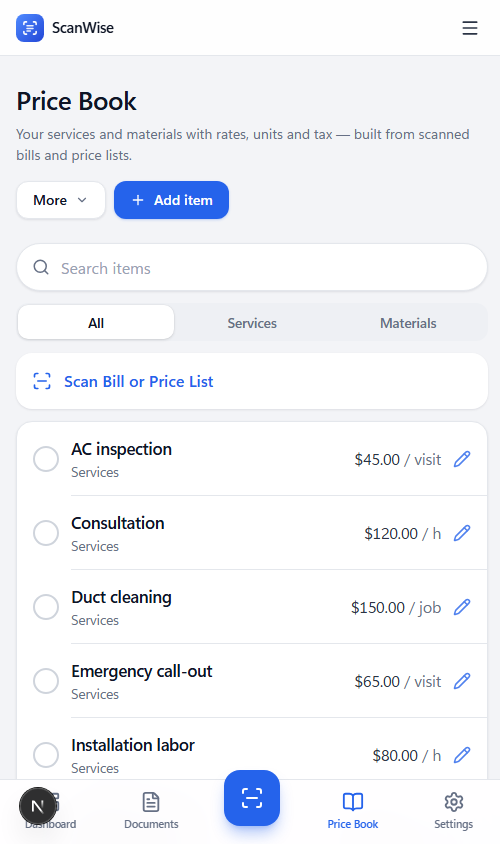 ScanWise
Price Book
Your services and materials with rates, units and tax — built from scanned
bills and price lists.
More
Add item
Search items
All Services Materials
Scan Bill or Price List
AC inspection
Services
$45.00 / visit
Consultation
Services
$120.00 / h
Duct cleaning
Services
$150.00 / job
Emergency call-out
Services
$65.00 / visit
Installation labor
Services
$80.00 / h
N
Dashboard Documents Price Book Settings